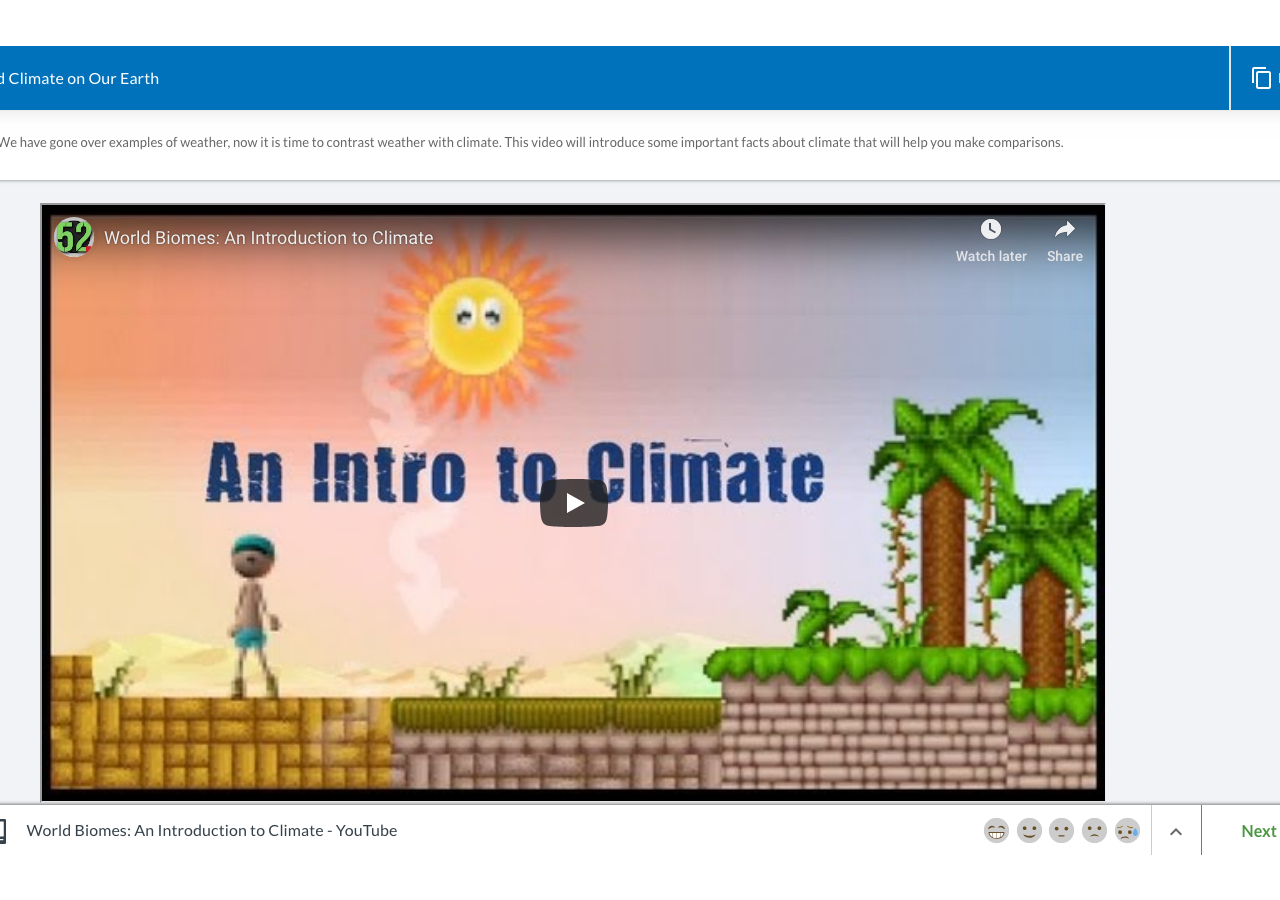 d Climate on Our Earth
We have gone over examples of weather, now it is time to contrast weather with climate. This video will introduce some important facts about climate that will help you make comparisons.
52
World Biomes: An Introduction to Climate
Watch later
Share
An Intro to Climate
World Biomes: An Introduction to Climate - YouTube
Next